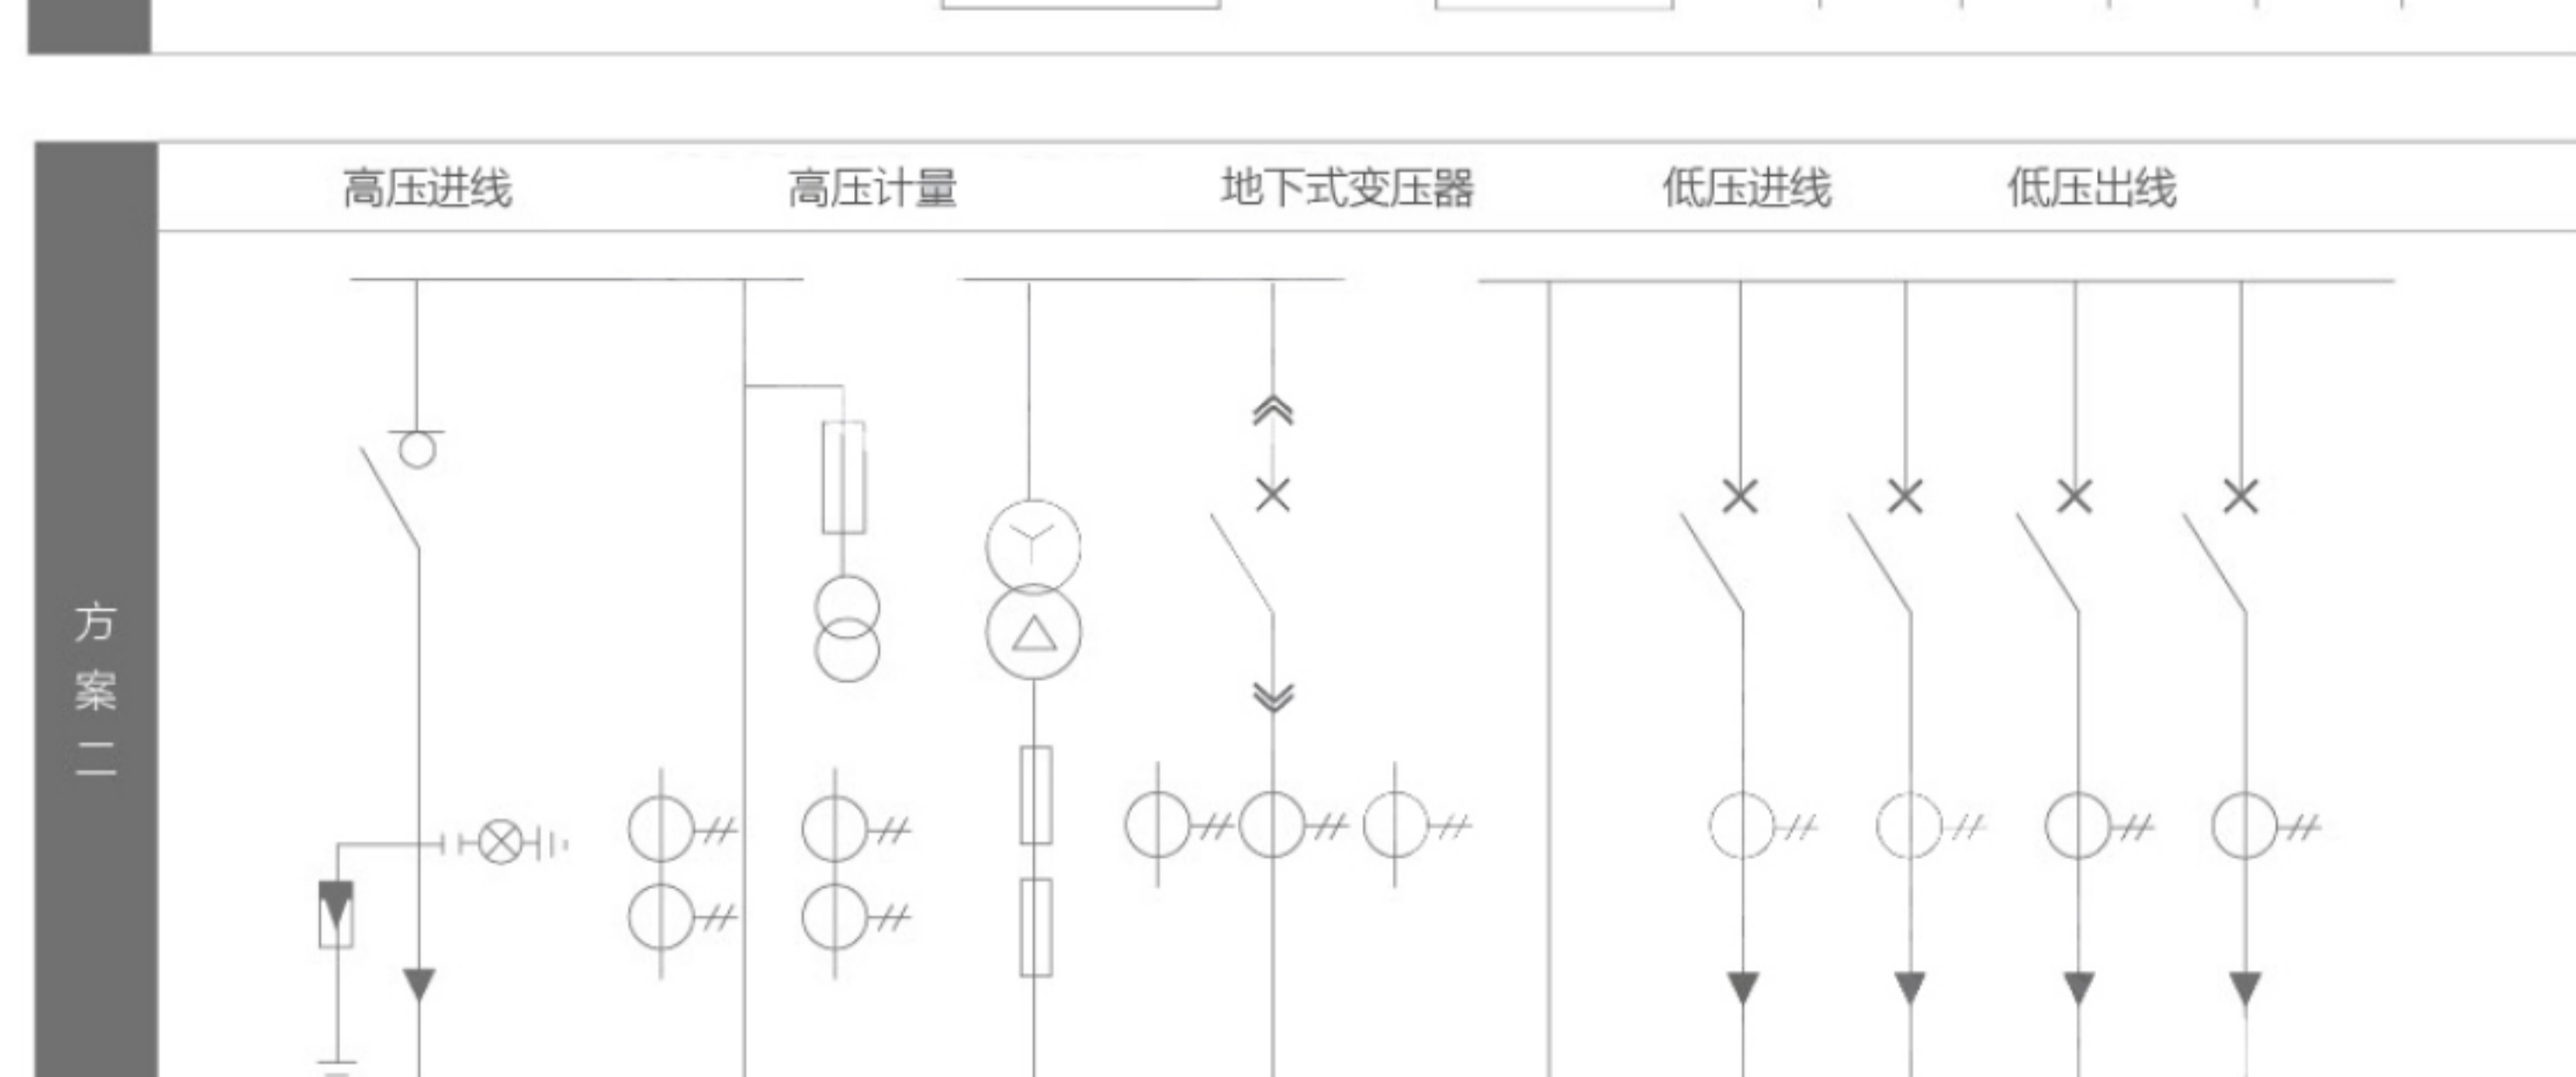 高压进线
高压计量
地下式变压器
低压进线
低压出线
方案二